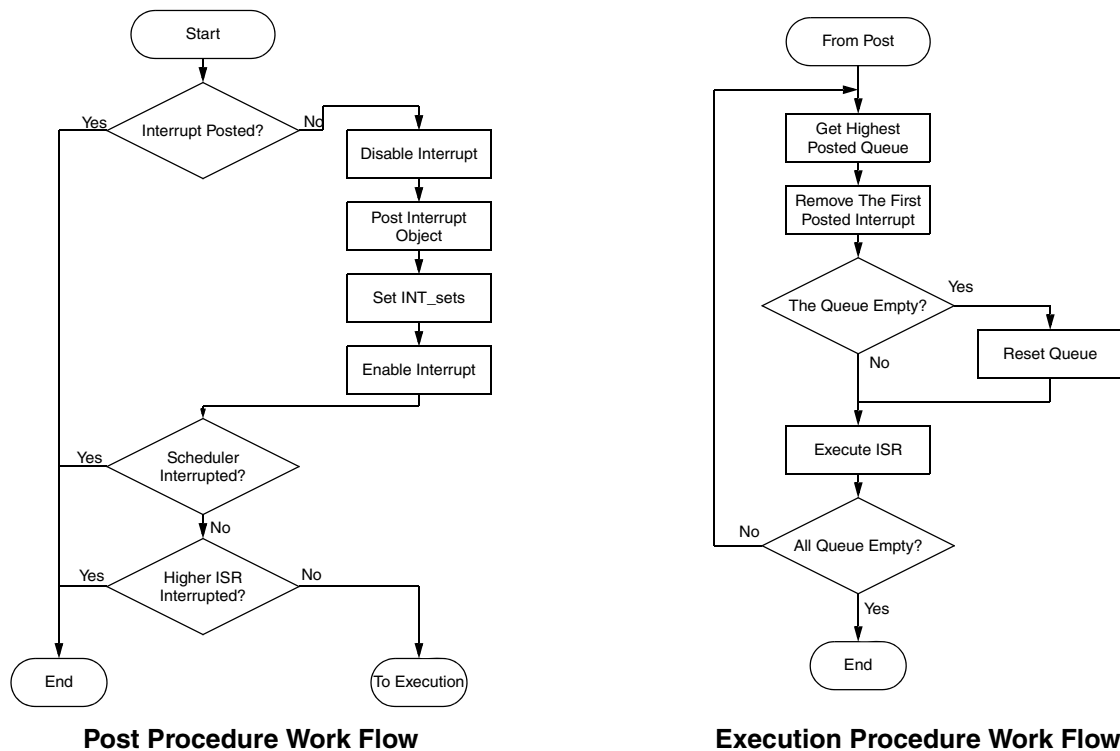 Start
Interrupt Posted?
Yes
No
Disable Interrupt
Post Interrupt
Object
Set INT_sets
Enable Interrupt
Scheduler
Interrupted?
Yes
No
Higher ISR
Interrupted?
Yes
No
End
To Execution
Post Procedure Work Flow
From Post
Get Highest
Posted Queue
Remove The First
Posted Interrupt
The Queue Empty?
Yes
Reset Queue
No
Execute ISR
All Queue Empty?
No
Yes
End
Execution Procedure Work Flow